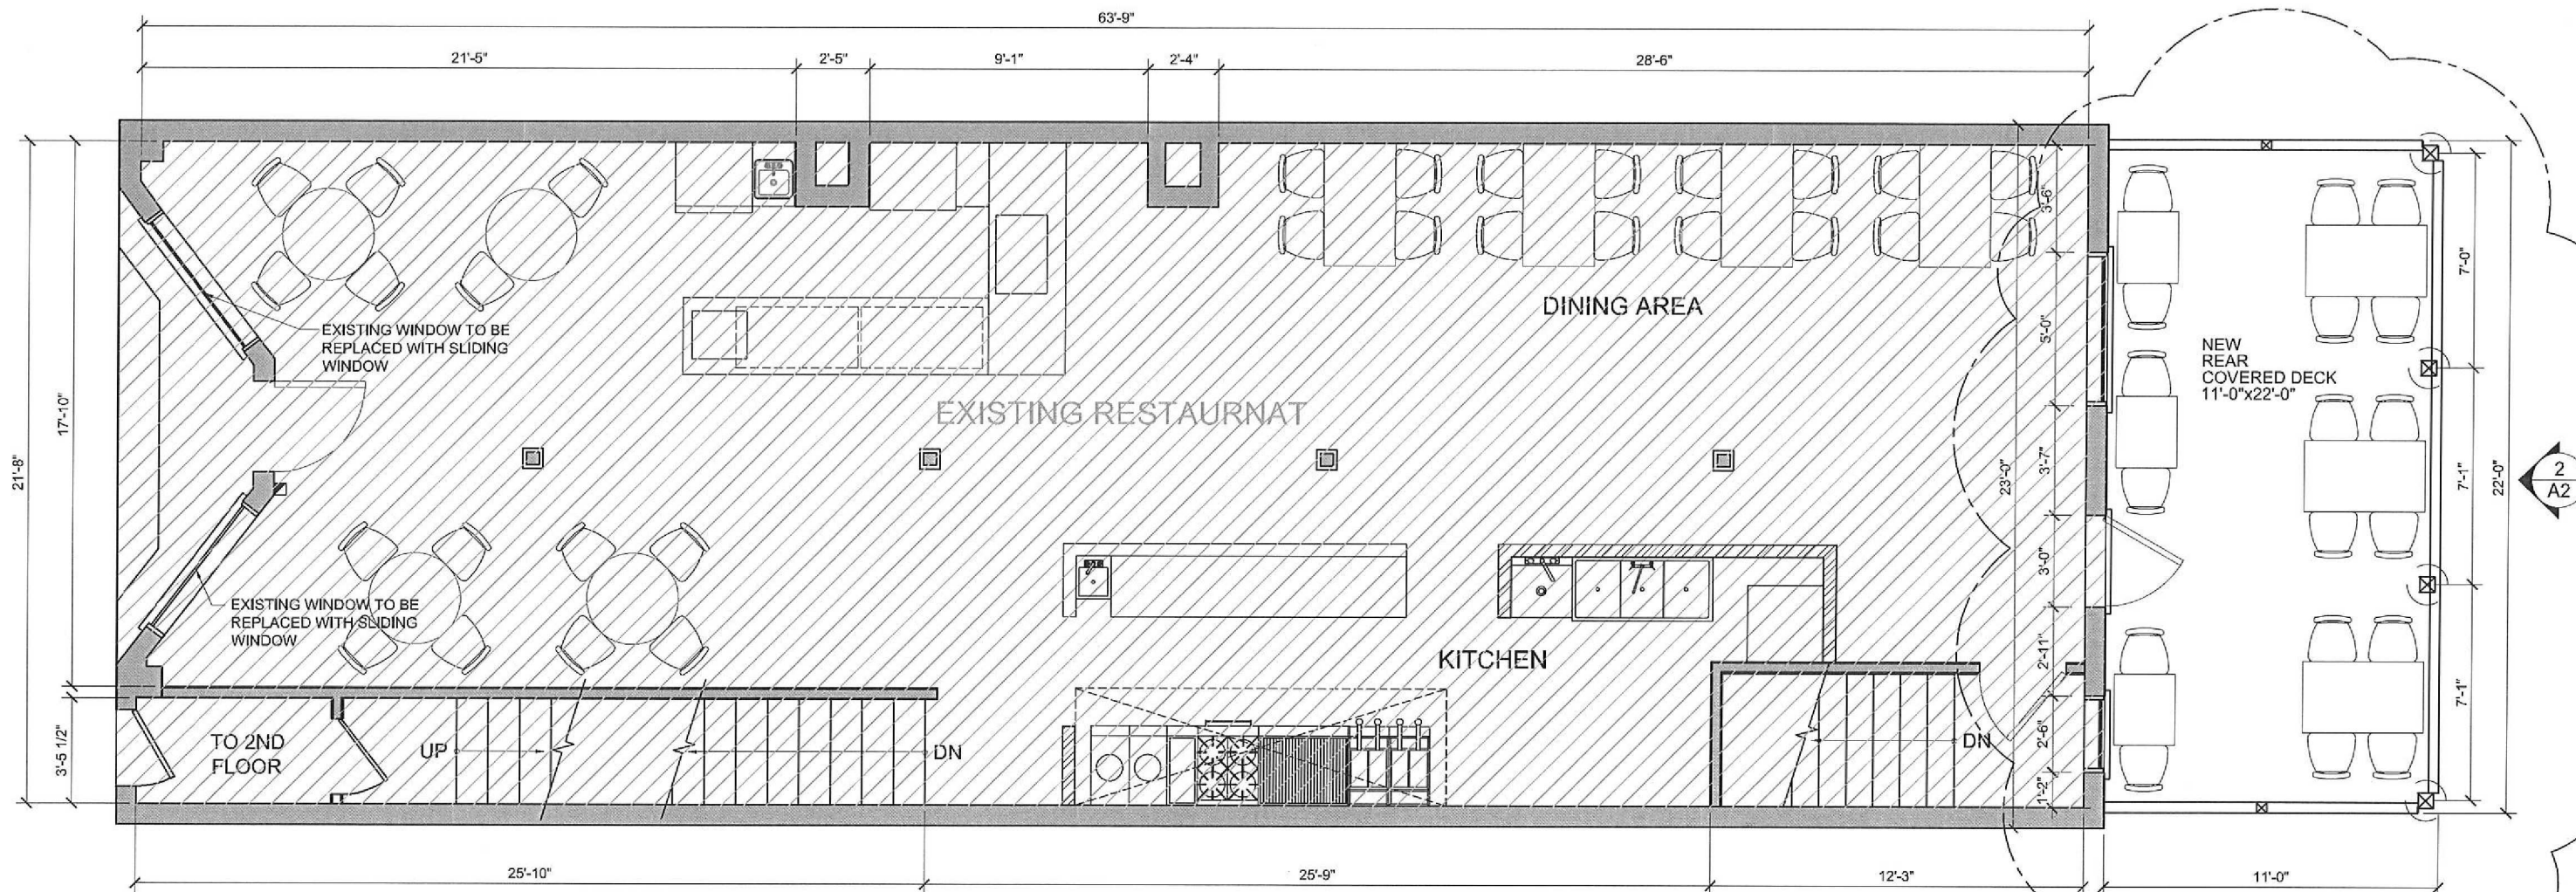 63'-9"
21'-5"
2'-5"
9'-1"
2'-4"
28'-6"
21'-8"
17'-10"
3'-5 1/2"
EXISTING WINDOW TO BE
REPLACED WITH SLIDING
WINDOW
EXISTING WINDOW TO BE
REPLACED WITH SLIDING
WINDOW
EXISTING RESTAURNAT
DINING AREA
KITCHEN
TO 2ND
FLOOR
UP
DN
DN
23'-0"
3'-6"
5'-0"
3'-7"
3'-0"
2'-11"
2'-6"
1'-2"
NEW
REAR
COVERED DECK
11'-0"x22'-0"
7'-0"
7'-1"
7'-1"
22'-0"
2
A2
25'-10"
25'-9"
12'-3"
11'-0"